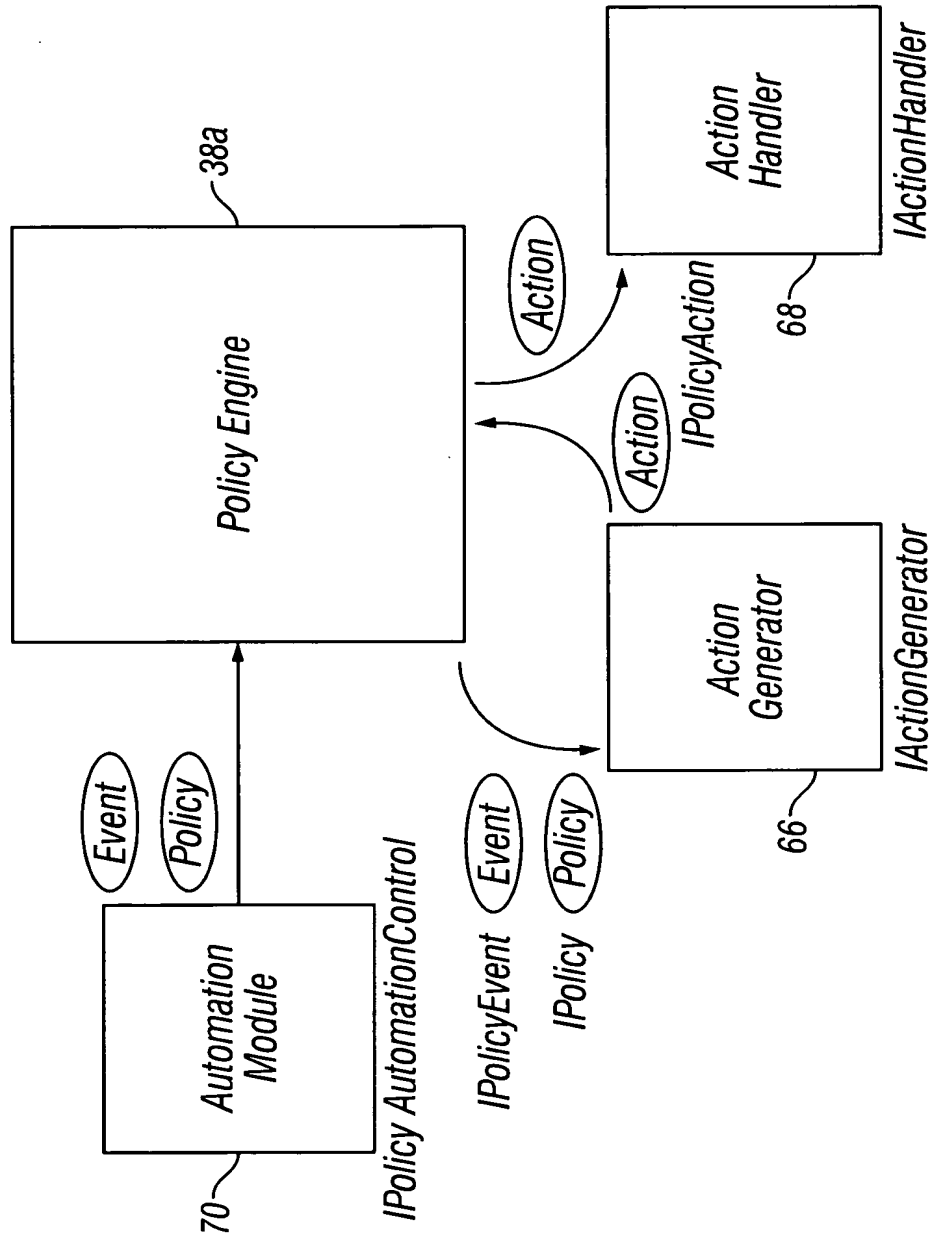 38a
Policy Engine
Event
Policy
Automation
Module
70
IPolicy AutomationControl
IPolicyEvent
Event
IPolicy
Policy
Action
Action
IPolicyAction
Action
Generator
66
IActionGenerator
Action
Handler
68
IActionHandler